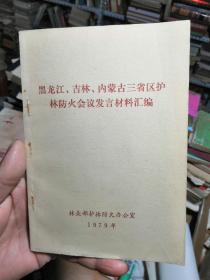 黑龙江、吉林、内蒙古三省区护
林防火会议发言材料汇编
林业部护林防火办公室
1979年